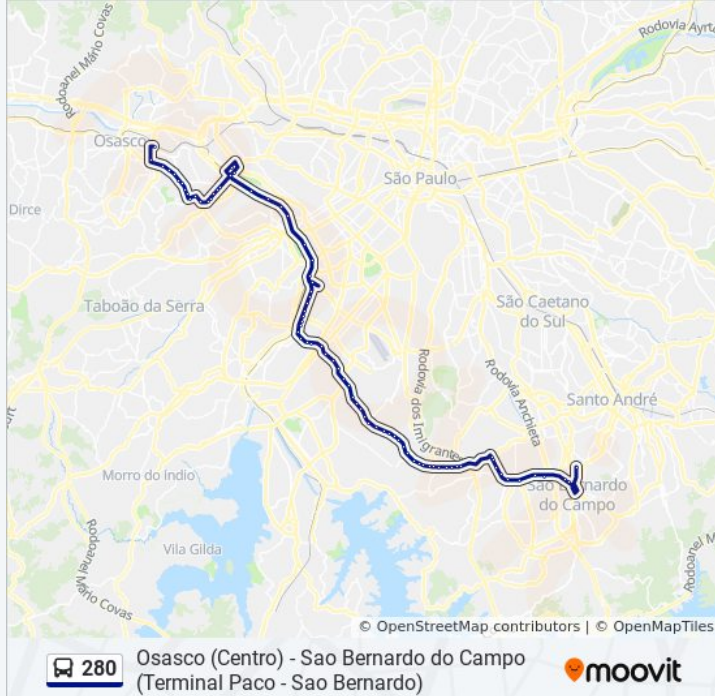 Rodoanel Mário Covas
Rodovia Ayrto
Osasco
São Paulo
Dirce
Taboão da Serra
São Caetano
do Sul
Rodovia dos Imigrante
Rodovia Anchieta
Santo André
Morro do Índio
São Bernardo
do Campo
Vila Gilda
Rodoanel Mário Covas
Rodoanel M
© OpenStreetMap contributors | © OpenMapTiles
280
Osasco (Centro) - Sao Bernardo do Campo
(Terminal Paco - Sao Bernardo)
moovit